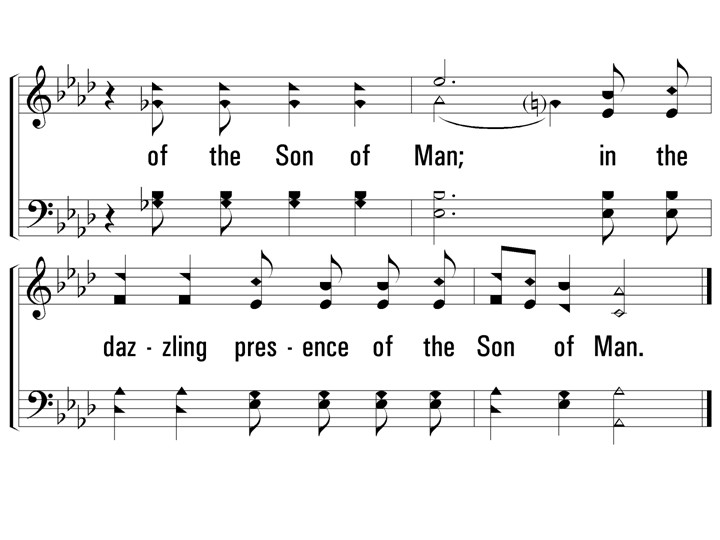 of the Son of Man; in the
daz - zling pres - ence of the Son of Man.